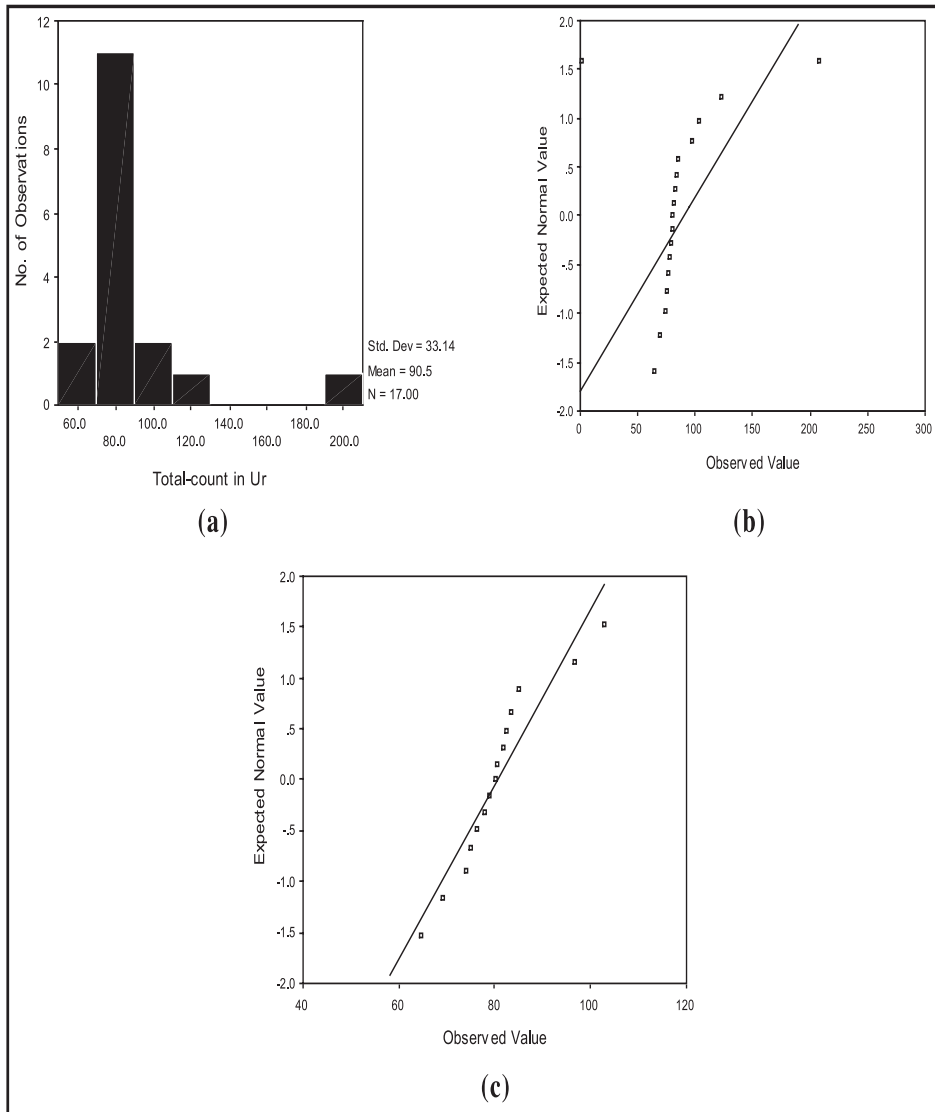 12
10
8
6
4
2
0
No. of Observations
60.0 100.0 140.0 180.0
80.0 120.0 160.0 200.0
Total-count in Ur
Std. Dev = 33.14
Mean = 90.5
N = 17.00
(a)
2.0
1.5
1.0
.5
0.0
-.5
-1.0
-1.5
-2.0
Expected Normal Value
0 50 100 150 200 250 300
Observed Value
(b)
2.0
1.5
1.0
.5
0.0
-.5
-1.0
-1.5
-2.0
Expected Normal Value
40 60 80 100 120
Observed Value
(c)